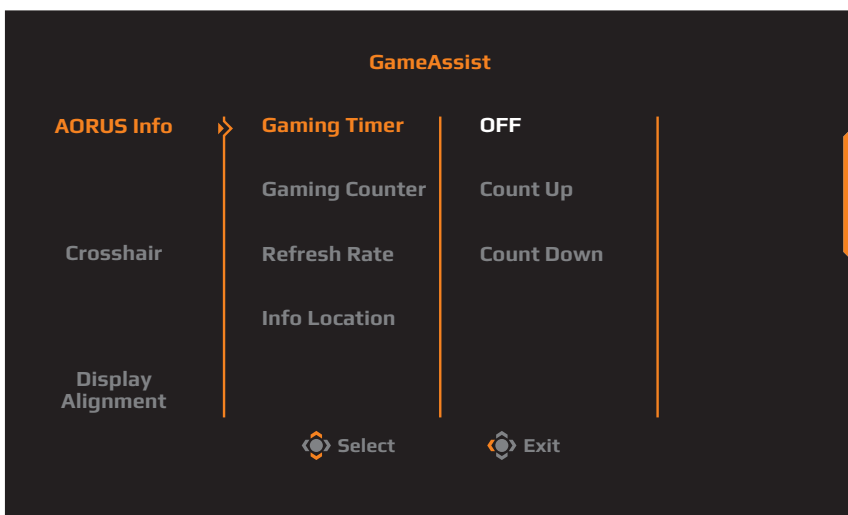 GameAssist
AORUS Info
Gaming Timer
OFF
Gaming Counter
Count Up
Crosshair
Refresh Rate
Count Down
Info Location
Display
Alignment
Select
Exit